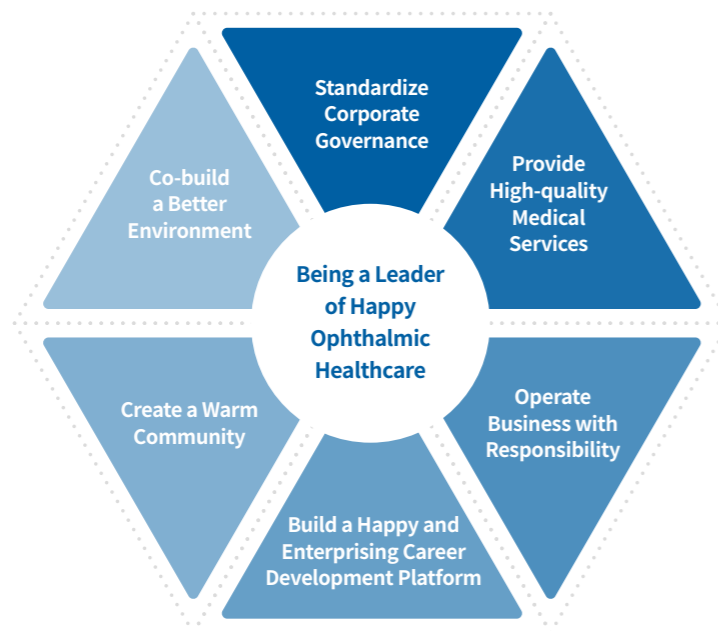 Standardize
Corporate
Governance
Provide
High-quality
Medical
Services
Operate
Business with
Responsibility
Build a Happy and
Enterprising Career
Development Platform
Create a Warm
Community
Co-build
a Better
Environment
Being a Leader
of Happy
Ophthalmic
Healthcare